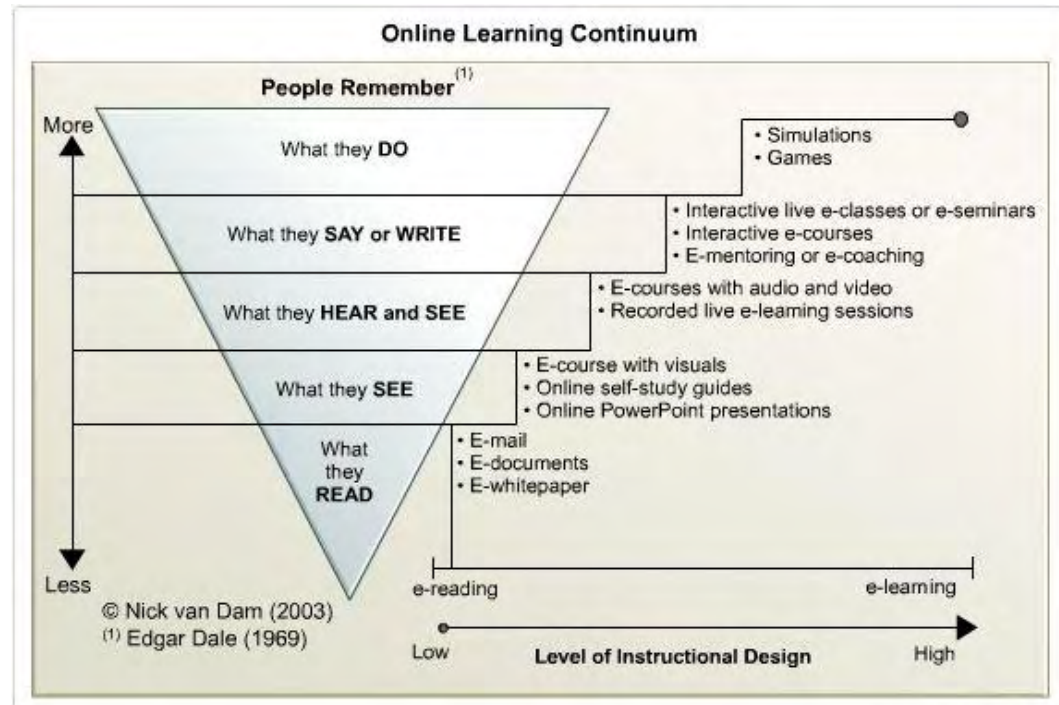 Online Learning Continuum
People Remember(1)
More
What they DO
• Simulations
• Games
What they SAY or WRITE
• Interactive live e-classes or e-seminars
• Interactive e-courses
• E-mentoring or e-coaching
What they HEAR and SEE
• E-courses with audio and video
• Recorded live e-learning sessions
What they SEE
• E-course with visuals
• Online self-study guides
• Online PowerPoint presentations
What
they
READ
• E-mail
• E-documents
• E-whitepaper
Less
e-reading
e-learning
© Nick van Dam (2003)
(1) Edgar Dale (1969)
Low
Level of Instructional Design
High